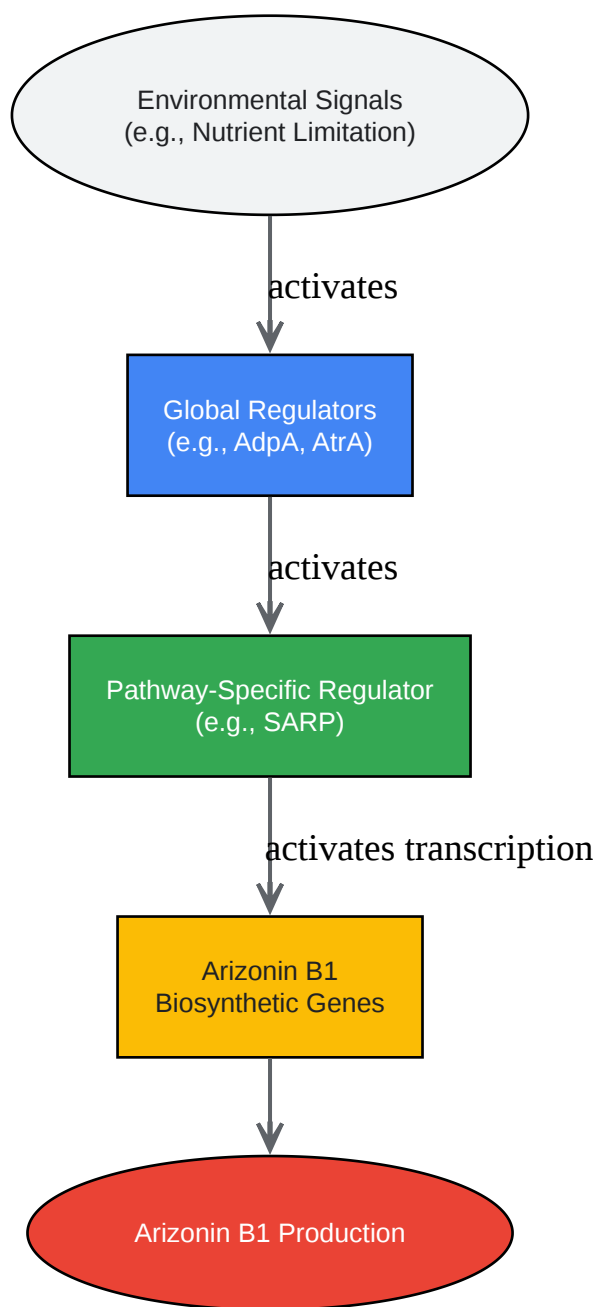 Environmental Signals
(e.g., Nutrient Limitation)
activates
Global Regulators
(e.g., AdpA, AtrA)
activates
Pathway-Specific Regulator
(e.g., SARP)
activates transcription
Arizonin B1
Biosynthetic Genes
Arizonin B1 Production